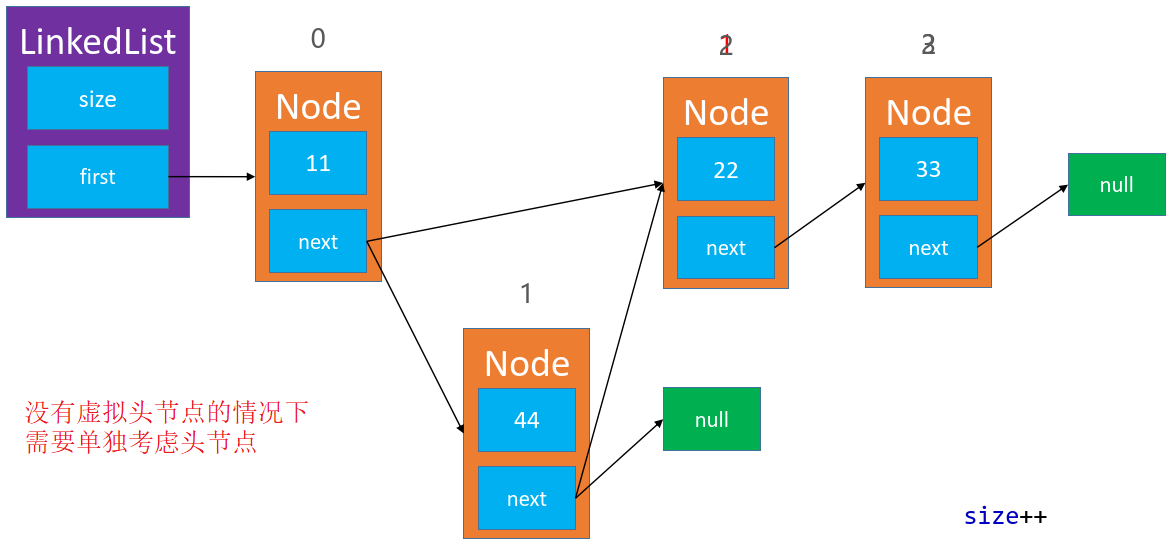 LinkedList
size
first
0
Node
11
next
1
Node
22
next
Node
33
next
null
1
Node
44
next
null
没有虚拟头节点的情况下
需要单独考虑头节点
size++